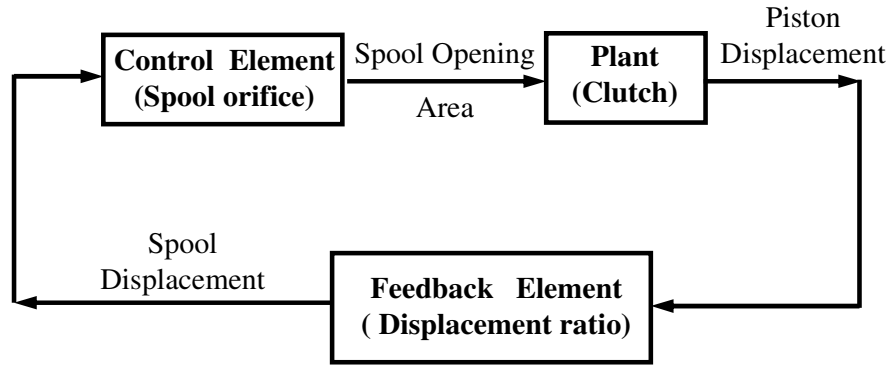 Control Element
(Spool orifice)
Spool Opening
Area
Plant
(Clutch)
Piston
Displacement
Spool
Displacement
Feedback Element
( Displacement ratio)